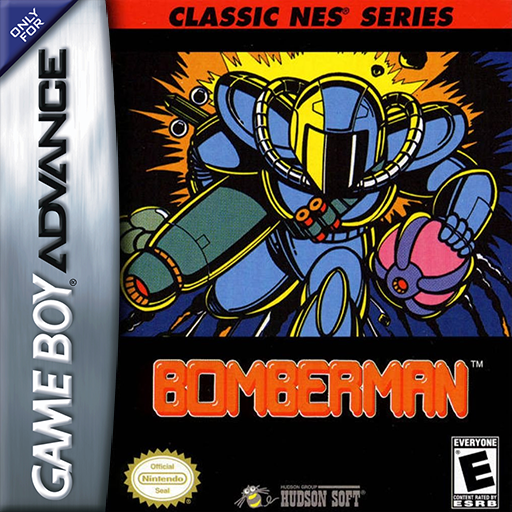 ONLY
FOR
GAME BOY ADVANCE
CLASSIC NES® SERIES
BOMBERMAN™
Official
Nintendo
Seal
HUDSON GROUP
HUDSON SOFT®
EVERYONE
E
CONTENT RATED BY
ESRB